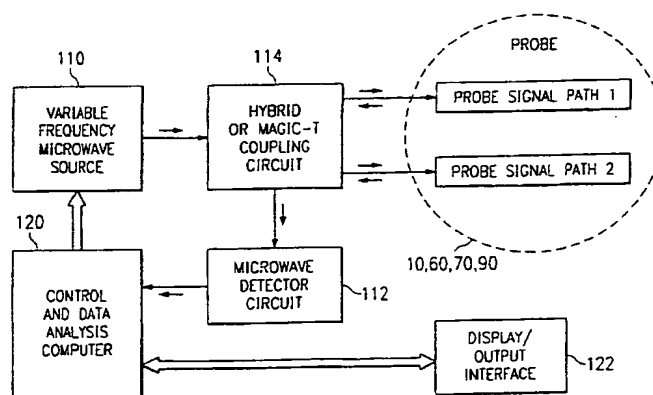 110
VARIABLE
FREQUENCY
MICROWAVE
SOURCE
114
HYBRID
OR MAGIC-T
COUPLING
CIRCUIT
PROBE
PROBE SIGNAL PATH 1
PROBE SIGNAL PATH 2
10,60,70,90
120
CONTROL
AND DATA
ANALYSIS
COMPUTER
MICROWAVE
DETECTOR
CIRCUIT
112
DISPLAY/
OUTPUT
INTERFACE
122